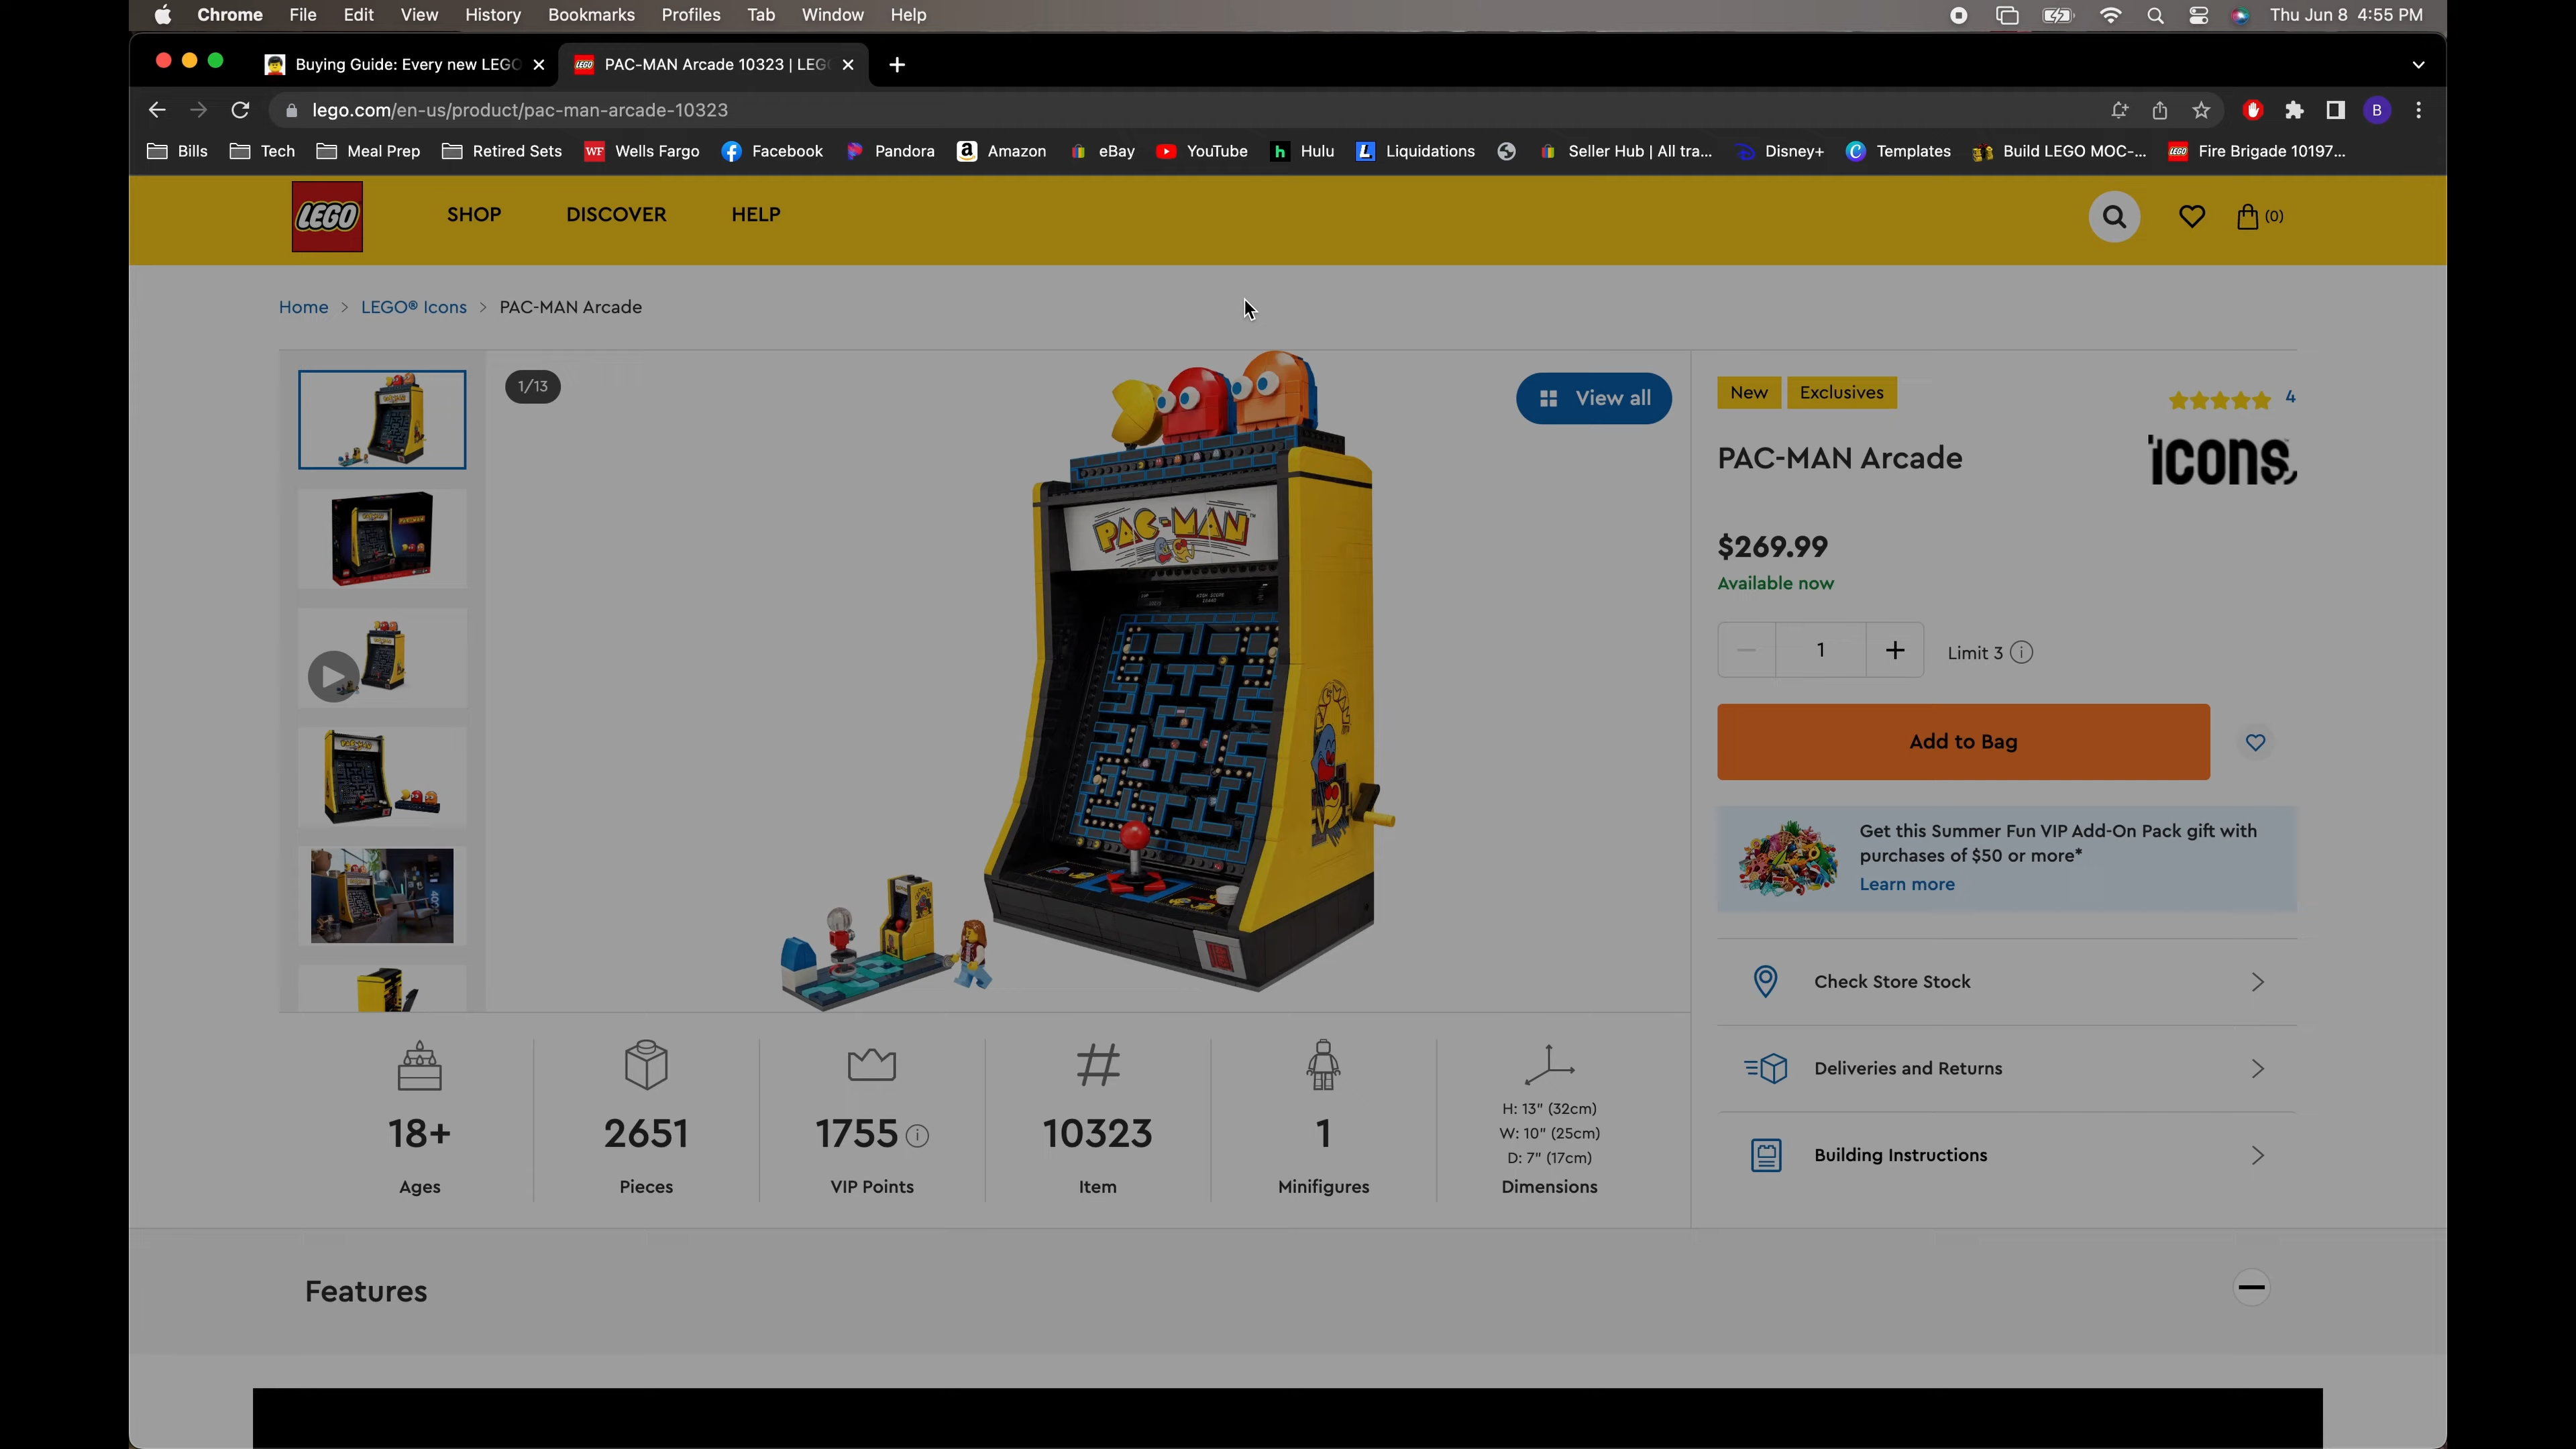 Chrome File Edit View History Bookmarks Profiles Tab Window Help Thu Jun 8 4:55 PM
Buying Guide: Every new LEGO PAC-MAN Arcade 10323 | LEG
lego.com/en-us/product/pac-man-arcade-10323 B
Bills Tech Meal Prep Retired Sets WF Wells Fargo Facebook Pandora a Amazon eBay YouTube h Hulu L Liquidations Seller Hub | All tra... Disney+ C Templates Build LEGO MOC-... LEGO Fire Brigade 10197...
LEGO SHOP DISCOVER HELP (0)
Home > LEGO® Icons > PAC-MAN Arcade
1/13
View all
New Exclusives
4
PAC-MAN Arcade
icons
$269.99
Available now
1
Limit 3
Add to Bag
PAC-MAN
HIGH SCORE
Get this Summer Fun VIP Add-On Pack gift with
purchases of $50 or more*
Learn more
Check Store Stock
Deliveries and Returns
Building Instructions
18+
Ages
2651
Pieces
1755
VIP Points
10323
Item
1
Minifigures
H: 13" (32cm)
W: 10" (25cm)
D: 7" (17cm)
Dimensions
Features